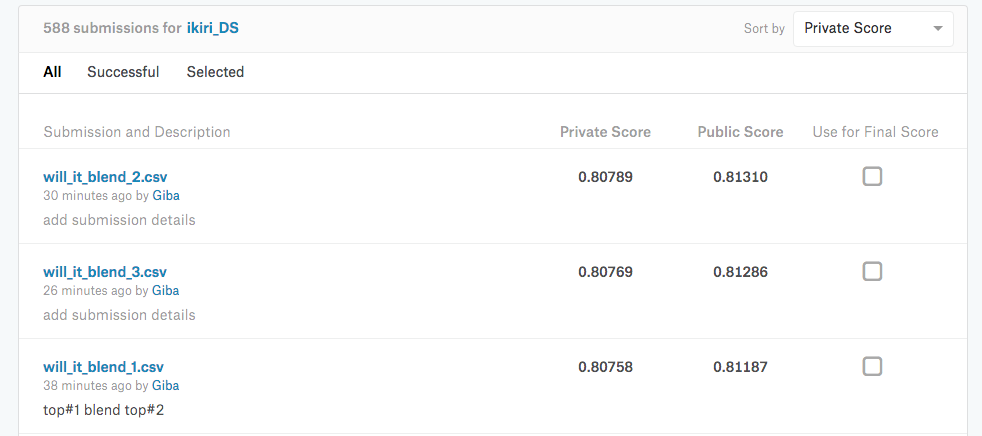 588 submissions for ikiri_DS
Sort by Private Score
All Successful Selected
Submission and Description Private Score Public Score Use for Final Score
will_it_blend_2.csv 0.80789 0.81310
30 minutes ago by Giba
add submission details
will_it_blend_3.csv 0.80769 0.81286
26 minutes ago by Giba
add submission details
will_it_blend_1.csv 0.80758 0.81187
38 minutes ago by Giba
top#1 blend top#2